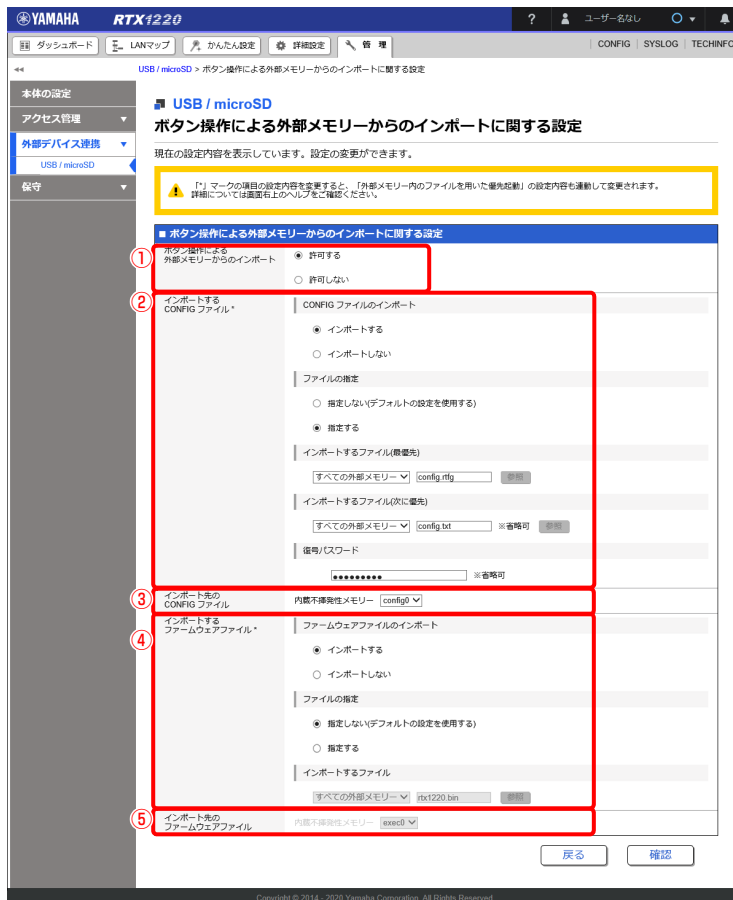 YAMAHA RTX1220 ? ユーザー名なし
ダッシュボード LANマップ かんたん設定 詳細設定 管理 CONFIG SYSLOG TECHINFO
USB / microSD > ボタン操作による外部メモリーからのインポートに関する設定
本体の設定
アクセス管理
外部デバイス連携
USB / microSD
保守
USB / microSD
ボタン操作による外部メモリーからのインポートに関する設定
現在の設定内容を表示しています。設定の変更ができます。
「*」マークの項目の設定内容を変更すると、「外部メモリー内のファイルを用いた優先起動」の設定内容も連動して変更されます。
詳細については画面右上のヘルプをご確認ください。
■ ボタン操作による外部メモリーからのインポートに関する設定
①
ボタン操作による
外部メモリーからのインポート
許可する
許可しない
②
インポートする
CONFIG ファイル *
CONFIG ファイルのインポート
インポートする
インポートしない
ファイルの指定
指定しない(デフォルトの設定を使用する)
指定する
インポートするファイル(最優先)
すべての外部メモリー config.rtfg 参照
インポートするファイル(次に優先)
すべての外部メモリー config.txt ※省略可 参照
復号パスワード
●●●●●●●●● ※省略可
③
インポート先の
CONFIG ファイル
内蔵不揮発性メモリー config0
④
インポートする
ファームウェアファイル *
ファームウェアファイルのインポート
インポートする
インポートしない
ファイルの指定
指定しない(デフォルトの設定を使用する)
指定する
インポートするファイル
すべての外部メモリー rtx1220.bin 参照
⑤
インポート先の
ファームウェアファイル
内蔵不揮発性メモリー exec0
戻る 確認
Copyright © 2014 - 2020 Yamaha Corporation. All Rights Reserved.